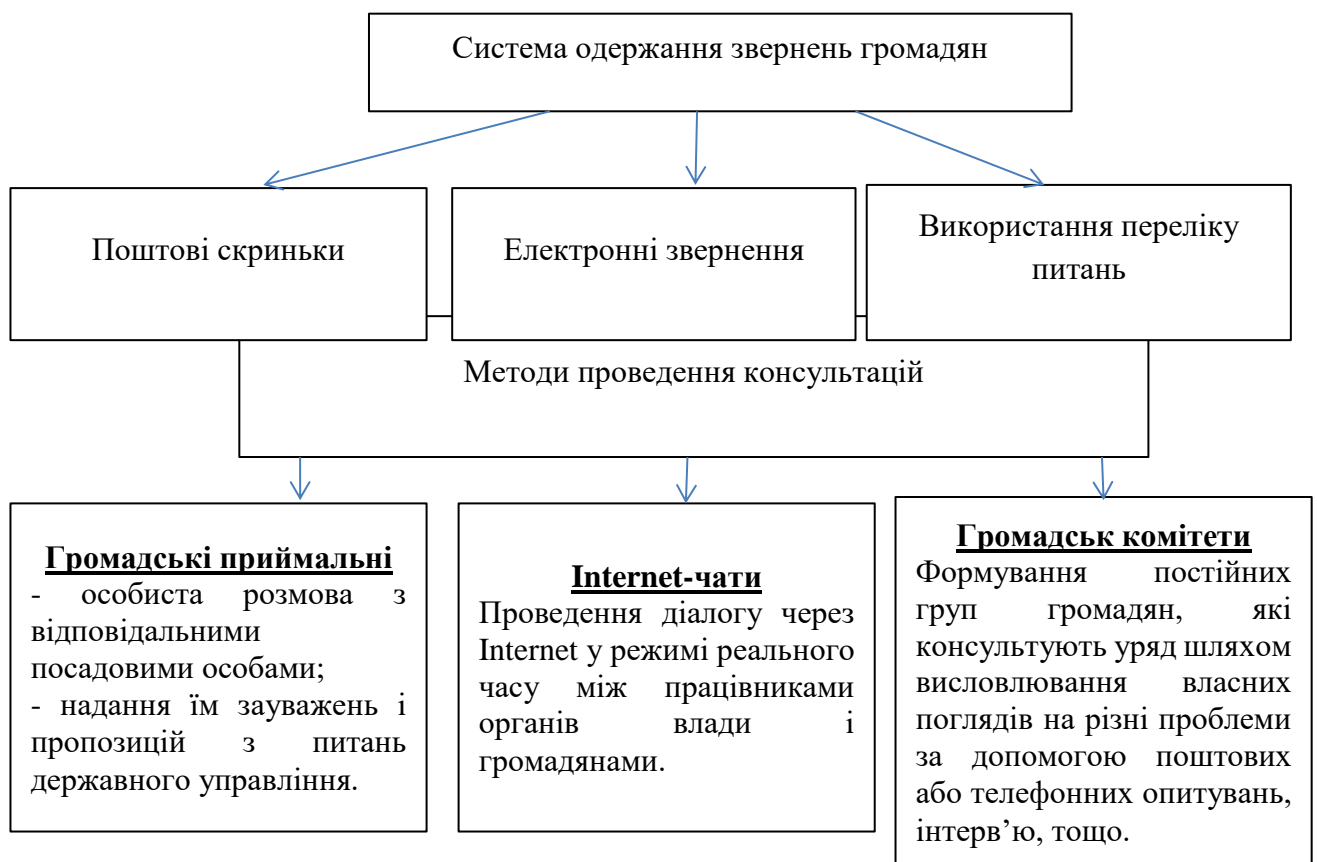 Система одержання звернень громадян
Поштові скриньки
Електронні звернення
Використання переліку
питань
Методи проведення консультацій
Громадські приймальні
- особиста розмова з
відповідальними
посадовими особами;
- надання їм зауважень і
пропозицій з питань
державного управління.
Internet-чати
Проведення діалогу через
Internet у режимі реального
часу між працівниками
органів влади і
громадянами.
Громадськ комітети
Формування постійних
груп громадян, які
консультують уряд шляхом
висловлювання власних
поглядів на різні проблеми
за допомогою поштових
або телефонних опитувань,
інтерв’ю, тощо.